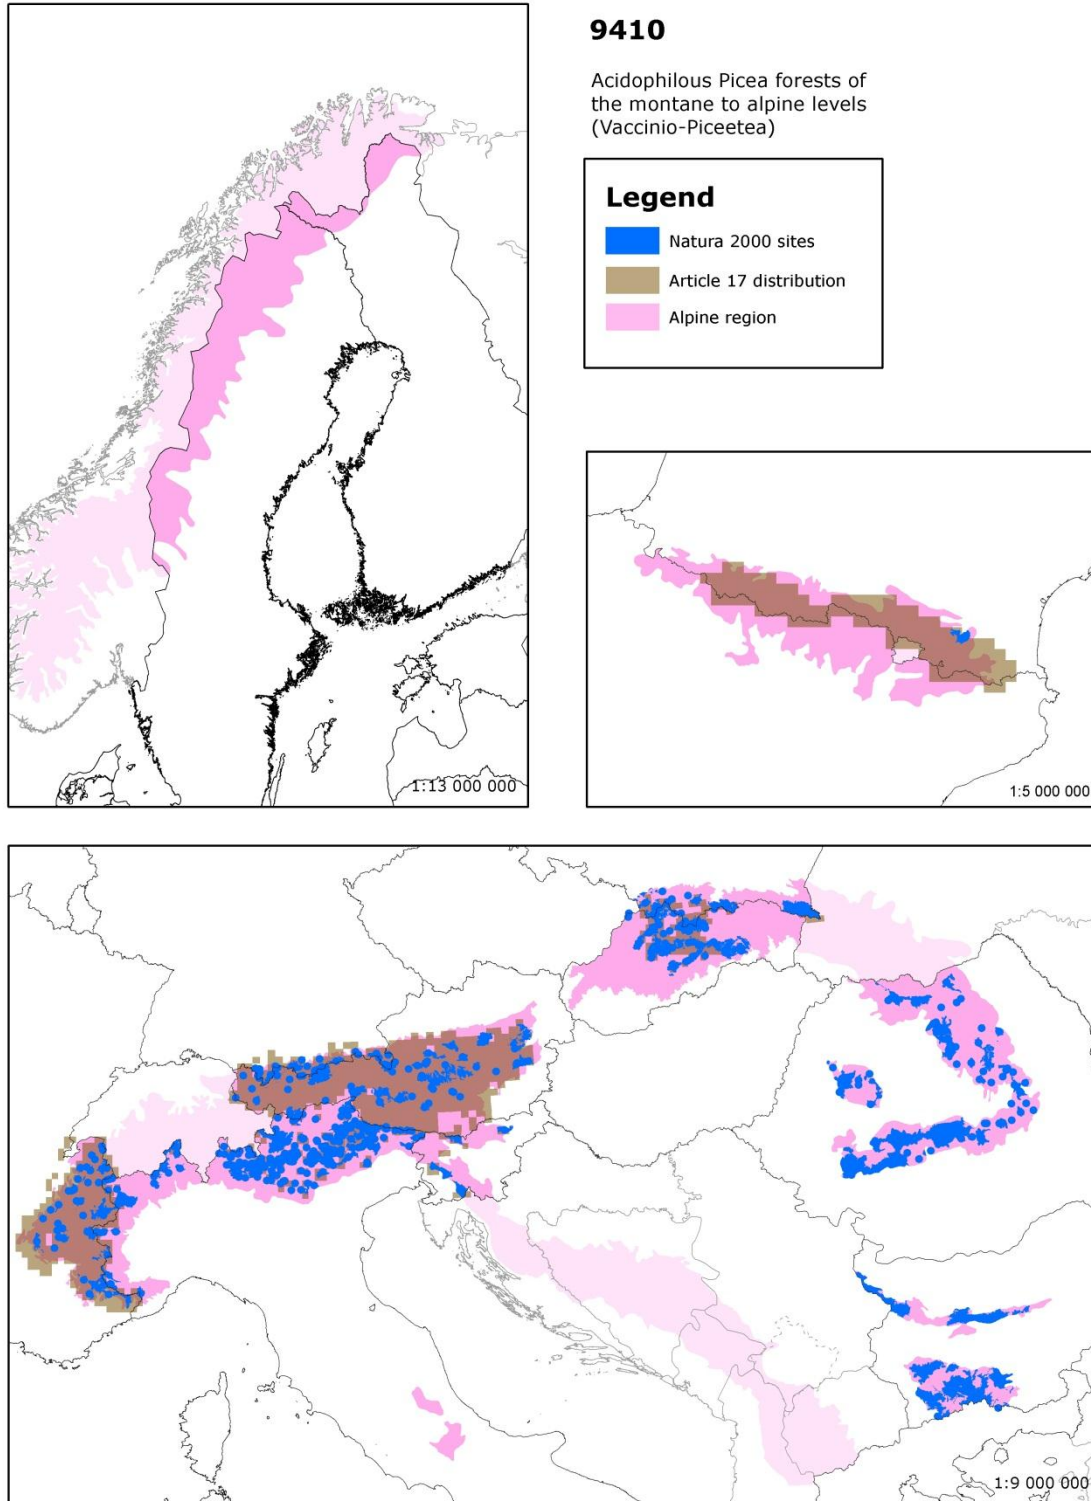 9410
Acidophilous Picea forests of
the montane to alpine levels
(Vaccinio-Piceetea)
Legend
Natura 2000 sites
Article 17 distribution
Alpine region
1:13 000 000
1:5 000 000
1:9 000 000